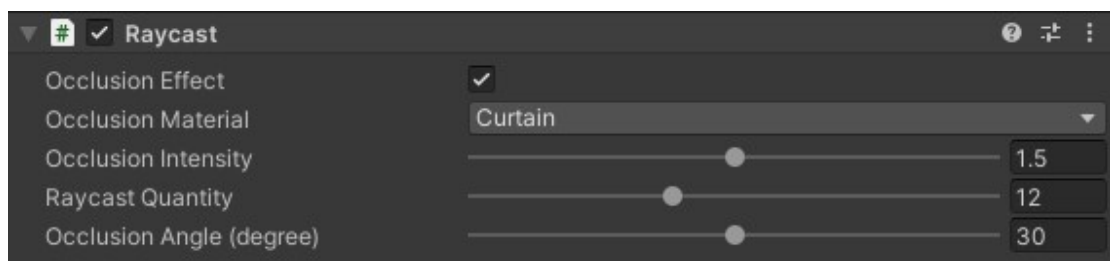 # Raycast
Occlusion Effect
Occlusion Material Curtain
Occlusion Intensity 1.5
Raycast Quantity 12
Occlusion Angle (degree) 30